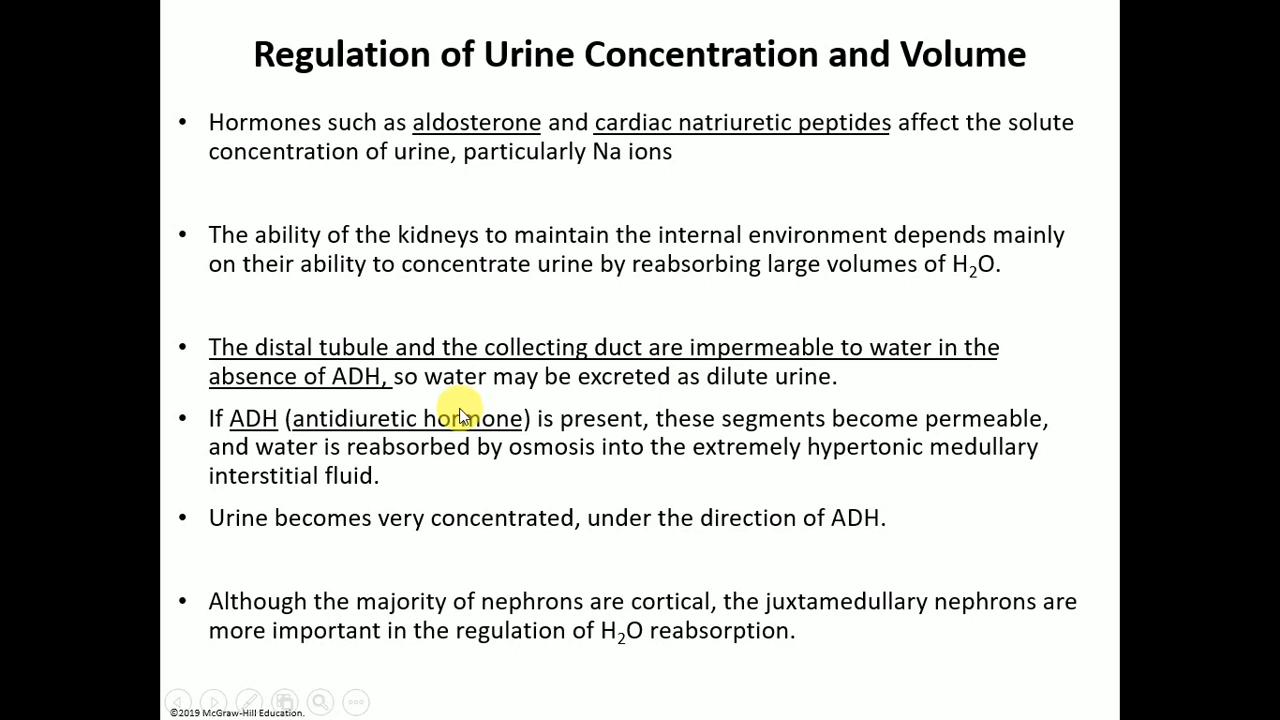 Regulation of Urine Concentration and Volume
• Hormones such as aldosterone and cardiac natriuretic peptides affect the solute
concentration of urine, particularly Na ions
• The ability of the kidneys to maintain the internal environment depends mainly
on their ability to concentrate urine by reabsorbing large volumes of H₂O.
• The distal tubule and the collecting duct are impermeable to water in the
absence of ADH, so water may be excreted as dilute urine.
• If ADH (antidiuretic hormone) is present, these segments become permeable,
and water is reabsorbed by osmosis into the extremely hypertonic medullary
interstitial fluid.
• Urine becomes very concentrated, under the direction of ADH.
• Although the majority of nephrons are cortical, the juxtamedullary nephrons are
more important in the regulation of H₂O reabsorption.
©2019 McGraw-Hill Education.